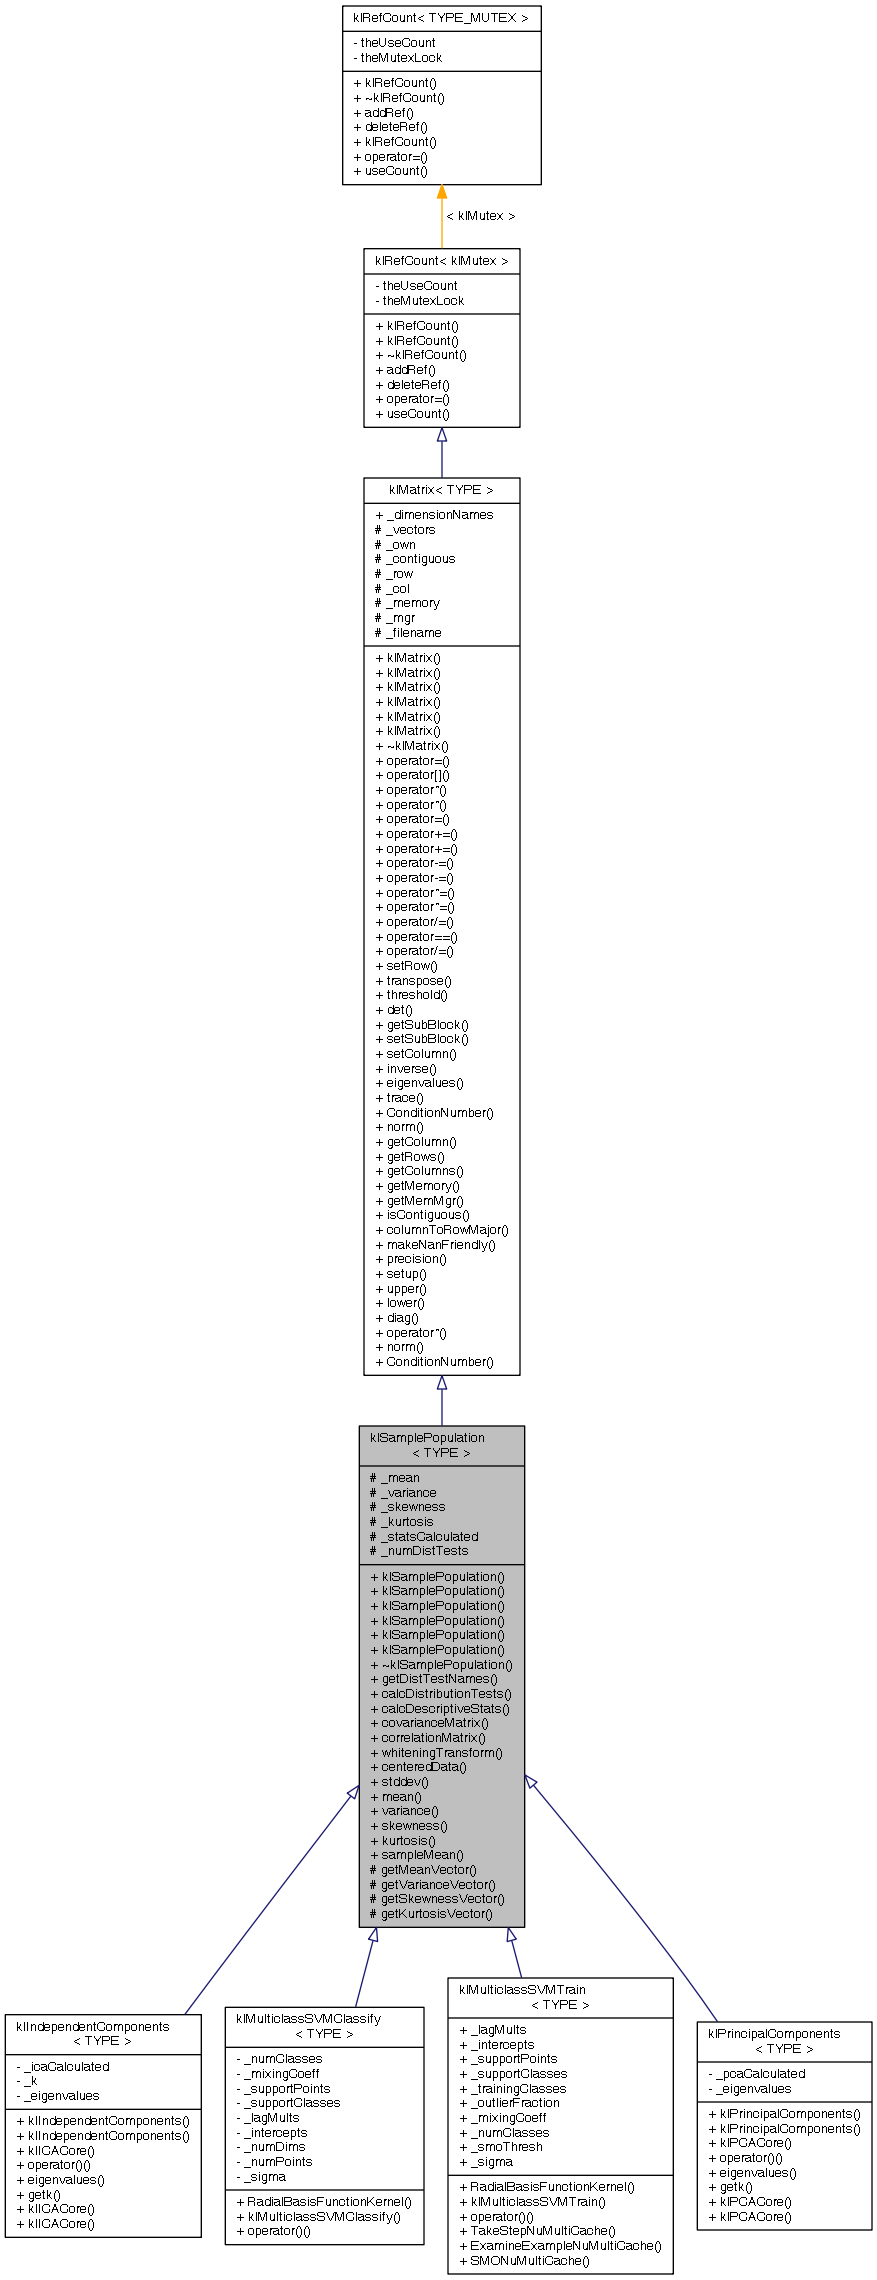 klRefCount< TYPE_MUTEX >
- theUseCount
- theMutexLock
+ klRefCount()
+ ~klRefCount()
+ addRef()
+ deleteRef()
+ klRefCount()
+ operator=()
+ useCount()
< klMutex >
klRefCount< klMutex >
- theUseCount
- theMutexLock
+ klRefCount()
+ klRefCount()
+ ~klRefCount()
+ addRef()
+ deleteRef()
+ operator=()
+ useCount()
klMatrix< TYPE >
+ _dimensionNames
# _vectors
# _own
# _contiguous
# _row
# _col
# _memory
# _mgr
# _filename
+ klMatrix()
+ klMatrix()
+ klMatrix()
+ klMatrix()
+ klMatrix()
+ klMatrix()
+ ~klMatrix()
+ operator=()
+ operator[]()
+ operator*()
+ operator*()
+ operator=()
+ operator+=()
+ operator+=()
+ operator-=()
+ operator-=()
+ operator*=()
+ operator*=()
+ operator/=()
+ operator==()
+ operator/=()
+ setRow()
+ transpose()
+ threshold()
+ det()
+ getSubBlock()
+ setSubBlock()
+ setColumn()
+ inverse()
+ eigenvalues()
+ trace()
+ ConditionNumber()
+ norm()
+ getColumn()
+ getRows()
+ getColumns()
+ getMemory()
+ getMemMgr()
+ isContiguous()
+ columnToRowMajor()
+ makeNanFriendly()
+ precision()
+ setup()
+ upper()
+ lower()
+ diag()
+ operator*()
+ norm()
+ ConditionNumber()
klSamplePopulation
< TYPE >
# _mean
# _variance
# _skewness
# _kurtosis
# _statsCalculated
# _numDistTests
+ klSamplePopulation()
+ klSamplePopulation()
+ klSamplePopulation()
+ klSamplePopulation()
+ klSamplePopulation()
+ klSamplePopulation()
+ ~klSamplePopulation()
+ getDistTestNames()
+ calcDistributionTests()
+ calcDescriptiveStats()
+ covarianceMatrix()
+ correlationMatrix()
+ whiteningTransform()
+ centeredData()
+ stddev()
+ mean()
+ variance()
+ skewness()
+ kurtosis()
+ sampleMean()
# getMeanVector()
# getVarianceVector()
# getSkewnessVector()
# getKurtosisVector()
klIndependentComponents
< TYPE >
- _icaCalculated
- _k
- _eigenvalues
+ klIndependentComponents()
+ klIndependentComponents()
+ klICACore()
+ operator()()
+ eigenvalues()
+ getk()
+ klICACore()
+ klICACore()
klMulticlassSVMClassify
< TYPE >
- _numClasses
- _mixingCoeff
- _supportPoints
- _supportClasses
- _lagMults
- _intercepts
- _numDims
- _numPoints
- _sigma
+ RadialBasisFunctionKernel()
+ klMulticlassSVMClassify()
+ operator()()
klMulticlassSVMTrain
< TYPE >
+ _lagMults
+ _intercepts
+ _supportPoints
+ _supportClasses
+ _trainingClasses
+ _outlierFraction
+ _mixingCoeff
+ _numClasses
+ _smoThresh
+ _sigma
+ RadialBasisFunctionKernel()
+ klMulticlassSVMTrain()
+ operator()()
+ TakeStepNuMultiCache()
+ ExamineExampleNuMultiCache()
+ SMONuMultiCache()
klPrincipalComponents
< TYPE >
- _pcaCalculated
- _eigenvalues
+ klPrincipalComponents()
+ klPrincipalComponents()
+ klPCACore()
+ operator()()
+ eigenvalues()
+ getk()
+ klPCACore()
+ klPCACore()